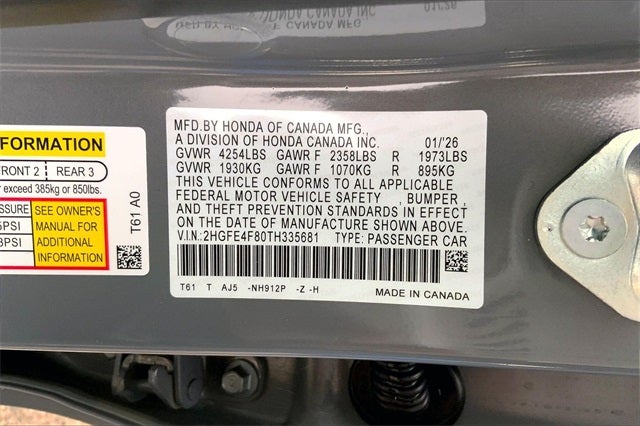 MFD.BY HONDA OF CANADA MFG.,
A DIVISION OF HONDA CANADA INC. 01/'26
GVWR 4254LBS GAWR F 2358LBS R 1973LBS
GVWR 1930KG GAWR F 1070KG R 895KG
THIS VEHICLE CONFORMS TO ALL APPLICABLE
FEDERAL MOTOR VEHICLE SAFETY , BUMPER ,
AND THEFT PREVENTION STANDARDS IN EFFECT
ON THE DATE OF MANUFACTURE SHOWN ABOVE.
V.I.N.:2HGFE4F80TH335681 TYPE: PASSENGER CAR
T61 T AJ5 -NH912P -Z -H
MADE IN CANADA
FORMATION
FRONT 2 REAR 3
exceed 385kg or 850lbs.
SEE OWNER'S
MANUAL FOR
ADDITIONAL
INFORMATION
T61 A0